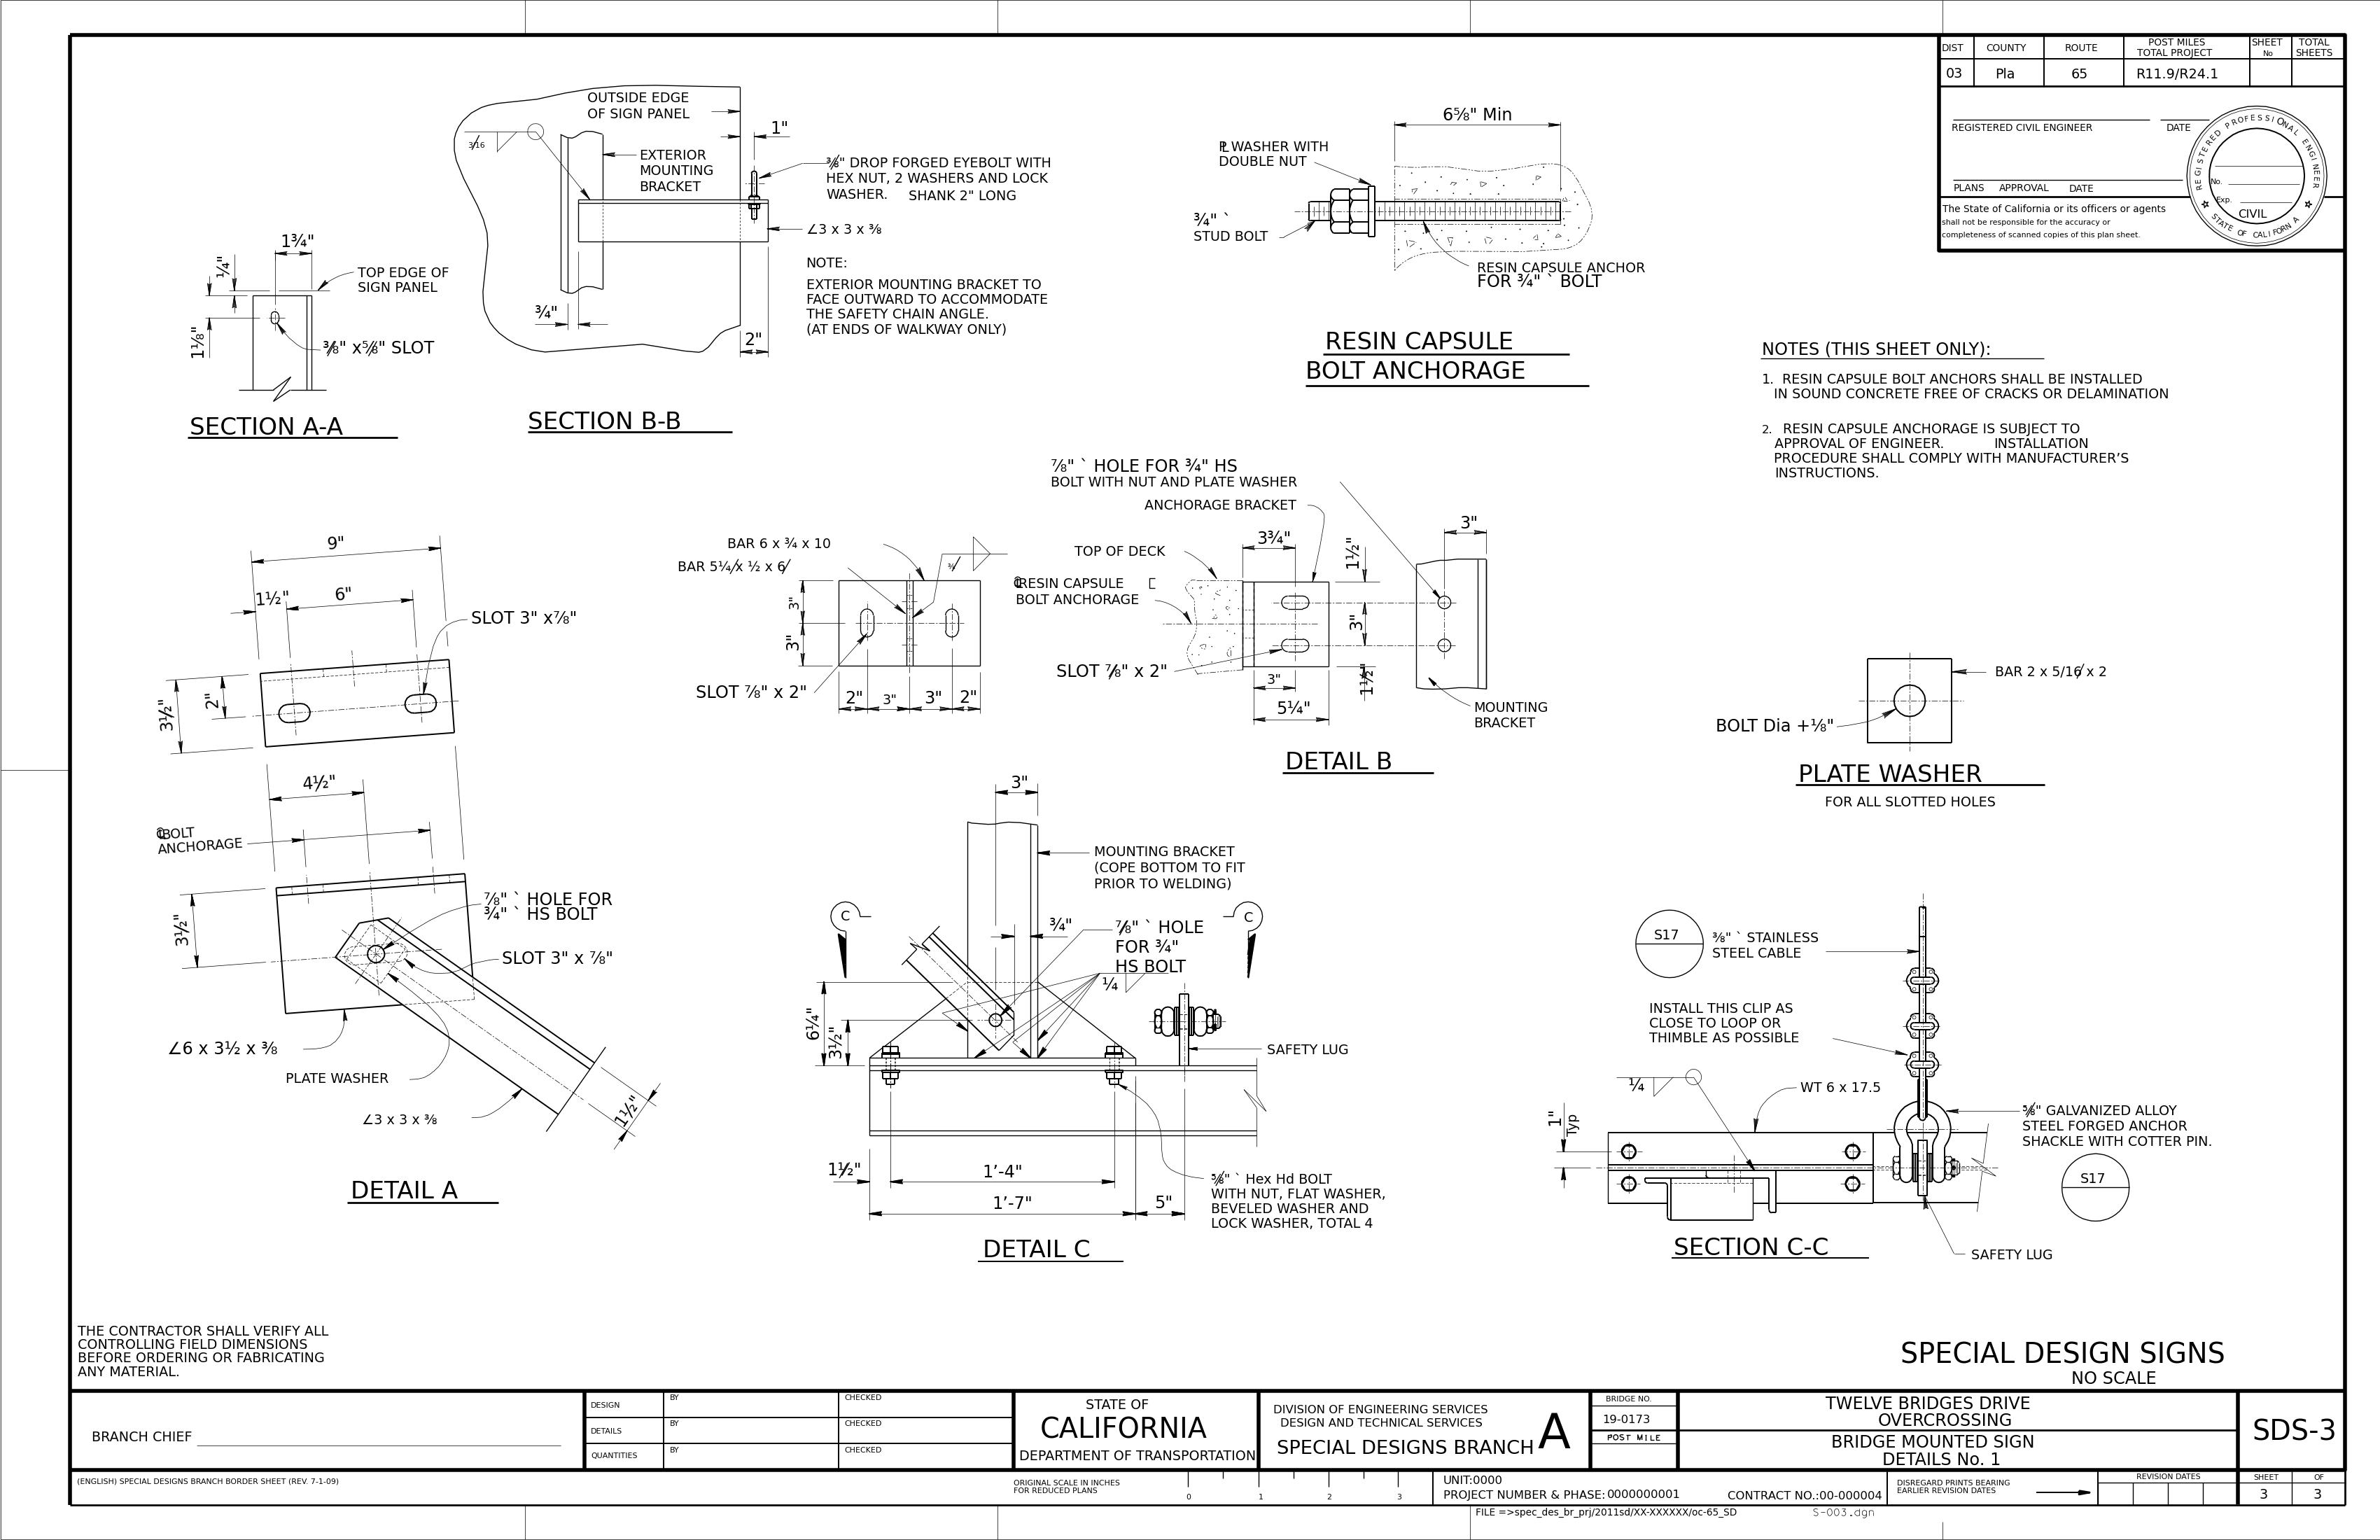 DIST COUNTY ROUTE POST MILES TOTAL PROJECT SHEET No TOTAL SHEETS
03 Pla 65 R11.9/R24.1
REGISTERED CIVIL ENGINEER DATE
PLANS APPROVAL DATE
The State of California or its officers or agents
shall not be responsible for the accuracy or
completeness of scanned copies of this plan sheet.
REGISTERED PROFESSIONAL ENGINEER
No.
Exp.
CIVIL
STATE OF CALIFORNIA
1¾"
¼"
TOP EDGE OF
SIGN PANEL
1⅛"
⅜" x⅝" SLOT
SECTION A-A
OUTSIDE EDGE
OF SIGN PANEL
3/16
1"
EXTERIOR
MOUNTING
BRACKET
⅜" DROP FORGED EYEBOLT WITH
HEX NUT, 2 WASHERS AND LOCK
WASHER. SHANK 2" LONG
∠3 x 3 x ⅜
NOTE:
EXTERIOR MOUNTING BRACKET TO
FACE OUTWARD TO ACCOMMODATE
THE SAFETY CHAIN ANGLE.
(AT ENDS OF WALKWAY ONLY)
¾"
2"
SECTION B-B
6⅝" Min
PL WASHER WITH
DOUBLE NUT
¾" `
STUD BOLT
RESIN CAPSULE ANCHOR
FOR ¾" ` BOLT
RESIN CAPSULE
BOLT ANCHORAGE
NOTES (THIS SHEET ONLY):
1. RESIN CAPSULE BOLT ANCHORS SHALL BE INSTALLED
IN SOUND CONCRETE FREE OF CRACKS OR DELAMINATION
2. RESIN CAPSULE ANCHORAGE IS SUBJECT TO
APPROVAL OF ENGINEER. INSTALLATION
PROCEDURE SHALL COMPLY WITH MANUFACTURER’S
INSTRUCTIONS.
9"
1½" 6"
SLOT 3" x⅞"
3½"
2"
4½"
℄ BOLT
ANCHORAGE
⅞" ` HOLE FOR
¾" ` HS BOLT
3½"
SLOT 3" x ⅞"
∠6 x 3½ x ⅜
PLATE WASHER
∠3 x 3 x ⅜
1½"
DETAIL A
BAR 6 x ¾ x 10
BAR 5¼ x ½ x 6
3"
3"
SLOT ⅞" x 2"
2" 3" 3" 2"
⅞" ` HOLE FOR ¾" HS
BOLT WITH NUT AND PLATE WASHER
ANCHORAGE BRACKET
TOP OF DECK
℄ RESIN CAPSULE
BOLT ANCHORAGE
3¾"
1½"
3"
3"
1½"
SLOT ⅞" x 2"
3"
5¼"
MOUNTING
BRACKET
DETAIL B
BAR 2 x 5/16 x 2
BOLT Dia +⅛"
PLATE WASHER
FOR ALL SLOTTED HOLES
3"
MOUNTING BRACKET
(COPE BOTTOM TO FIT
PRIOR TO WELDING)
C
C
¾"
⅞" ` HOLE
FOR ¾"
HS BOLT
¼
6¼"
3½"
SAFETY LUG
1½"
1’-4"
1’-7"
5"
⅝" ` Hex Hd BOLT
WITH NUT, FLAT WASHER,
BEVELED WASHER AND
LOCK WASHER, TOTAL 4
DETAIL C
S17
⅜" ` STAINLESS
STEEL CABLE
INSTALL THIS CLIP AS
CLOSE TO LOOP OR
THIMBLE AS POSSIBLE
¼
WT 6 x 17.5
1"
Typ
⅝" GALVANIZED ALLOY
STEEL FORGED ANCHOR
SHACKLE WITH COTTER PIN.
S17
SAFETY LUG
SECTION C-C
THE CONTRACTOR SHALL VERIFY ALL
CONTROLLING FIELD DIMENSIONS
BEFORE ORDERING OR FABRICATING
ANY MATERIAL.
SPECIAL DESIGN SIGNS
NO SCALE
BRANCH CHIEF
DESIGN BY CHECKED
DETAILS BY CHECKED
QUANTITIES BY CHECKED
STATE OF
CALIFORNIA
DEPARTMENT OF TRANSPORTATION
DIVISION OF ENGINEERING SERVICES
DESIGN AND TECHNICAL SERVICES
SPECIAL DESIGNS BRANCH A
BRIDGE NO.
19-0173
POST MILE
TWELVE BRIDGES DRIVE
OVERCROSSING
BRIDGE MOUNTED SIGN
DETAILS No. 1
SDS-3
(ENGLISH) SPECIAL DESIGNS BRANCH BORDER SHEET (REV. 7-1-09)
ORIGINAL SCALE IN INCHES
FOR REDUCED PLANS
0 1 2 3
UNIT:0000
PROJECT NUMBER & PHASE: 0000000001
CONTRACT NO.:00-000004
DISREGARD PRINTS BEARING
EARLIER REVISION DATES
REVISION DATES
SHEET OF
3 3
FILE =>spec_des_br_prj/2011sd/XX-XXXXXX/oc-65_SD S-003.dgn